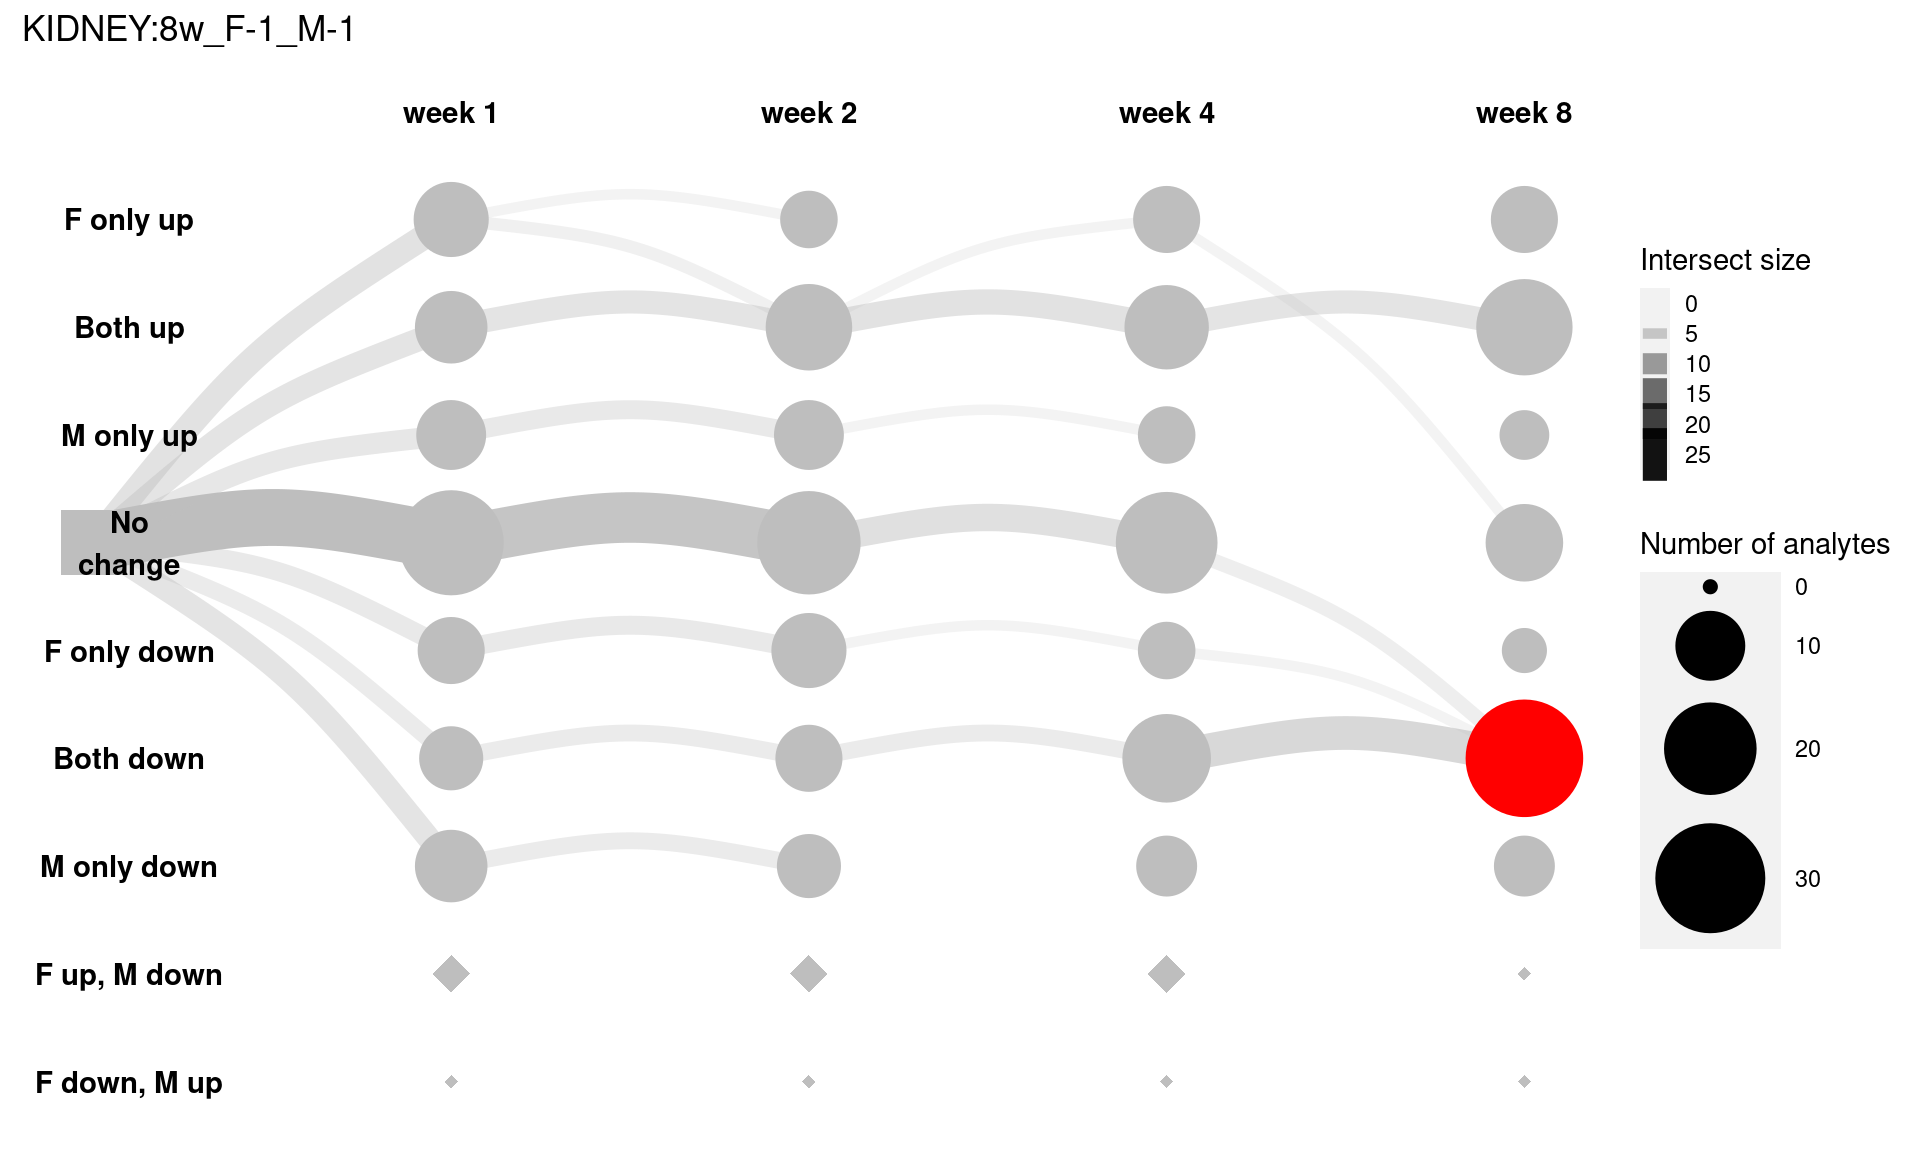 KIDNEY:8w_F-1_M-1
week 1
week 2
week 4
week 8
F only up
Both up
M only up
No
change
F only down
Both down
M only down
F up, M down
F down, M up
Intersect size
0
5
10
15
20
25
Number of analytes
0
10
20
30